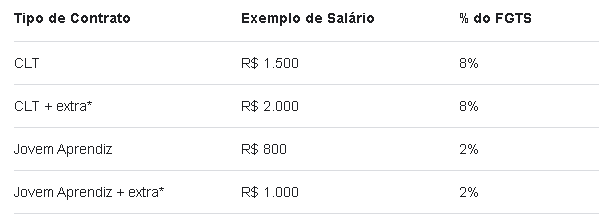 Tipo de Contrato Exemplo de Salário % do FGTS
CLT R$ 1.500 8%
CLT + extra* R$ 2.000 8%
Jovem Aprendiz R$ 800 2%
Jovem Aprendiz + extra* R$ 1.000 2%